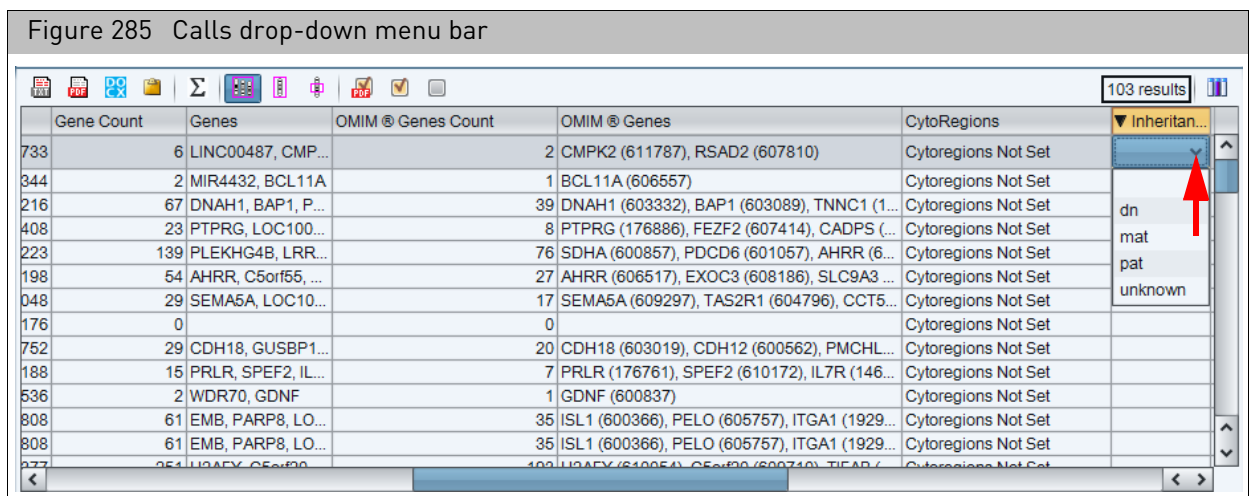 Figure 285 Calls drop-down menu bar
TXT PDF DOCX Σ PDF 103 results
Gene Count Genes OMIM ® Genes Count OMIM ® Genes CytoRegions ▼ Inheritan...
733 6 LINC00487, CMP... 2 CMPK2 (611787), RSAD2 (607810) Cytoregions Not Set
344 2 MIR4432, BCL11A 1 BCL11A (606557) Cytoregions Not Set
216 67 DNAH1, BAP1, P... 39 DNAH1 (603332), BAP1 (603089), TNNC1 (1... Cytoregions Not Set dn
408 23 PTPRG, LOC100... 8 PTPRG (176886), FEZF2 (607414), CADPS (... Cytoregions Not Set mat
223 139 PLEKHG4B, LRR... 76 SDHA (600857), PDCD6 (601057), AHRR (6... Cytoregions Not Set pat
198 54 AHRR, C5orf55, ... 27 AHRR (606517), EXOC3 (608186), SLC9A3 ... Cytoregions Not Set unknown
048 29 SEMA5A, LOC10... 17 SEMA5A (609297), TAS2R1 (604796), CCT5... Cytoregions Not Set
176 0 0 Cytoregions Not Set
752 29 CDH18, GUSBP1... 20 CDH18 (603019), CDH12 (600562), PMCHL... Cytoregions Not Set
188 15 PRLR, SPEF2, IL... 7 PRLR (176761), SPEF2 (610172), IL7R (146... Cytoregions Not Set
536 2 WDR70, GDNF 1 GDNF (600837) Cytoregions Not Set
808 61 EMB, PARP8, LO... 35 ISL1 (600366), PELO (605757), ITGA1 (1929... Cytoregions Not Set
808 61 EMB, PARP8, LO... 35 ISL1 (600366), PELO (605757), ITGA1 (1929... Cytoregions Not Set
Cytoregions Not Set